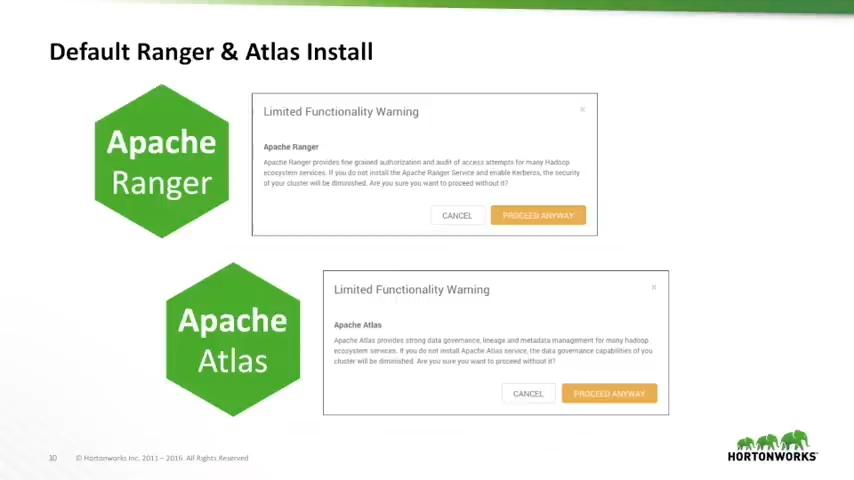 Default Ranger & Atlas Install
Apache
Ranger
Limited Functionality Warning
×
Apache Ranger
Apache Ranger provides fine grained authorization and audit of access attempts for many Hadoop
ecosystem services. If you do not install the Apache Ranger Service and enable Kerberos, the security
of your cluster will be diminished. Are you sure you want to proceed without it?
CANCEL
PROCEED ANYWAY
Apache
Atlas
Limited Functionality Warning
×
Apache Atlas
Apache Atlas provides strong data governance, lineage and metadata management for many hadoop
ecosystem services. If you do not install Apache Atlas service, the data governance capabilities of you
cluster will be diminished. Are you sure you want to proceed without it?
CANCEL
PROCEED ANYWAY
10 © Hortonworks Inc. 2011 – 2016. All Rights Reserved
HORTONWORKS